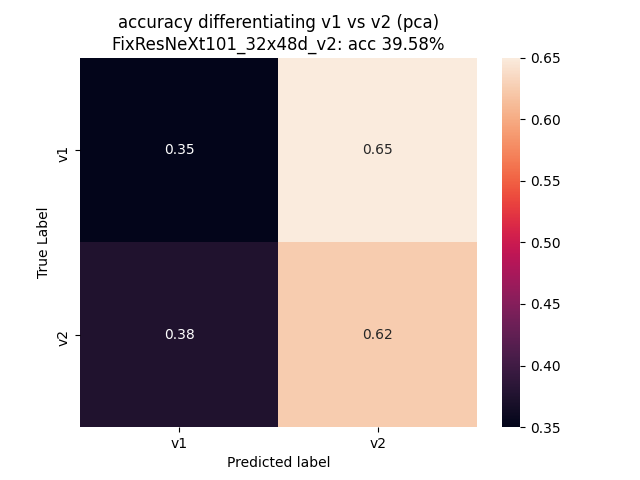 accuracy differentiating v1 vs v2 (pca)
FixResNeXt101_32x48d_v2: acc 39.58%
0.65
0.60
0.55
0.50
0.45
0.40
0.35
True Label
v1
0.35
0.65
v2
0.38
0.62
v1
v2
Predicted label